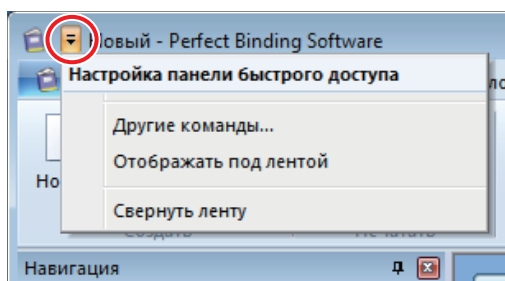 Новый - Perfect Binding Software
Настройка панели быстрого доступа
Другие команды...
Отображать под лентой
Свернуть ленту
Навигация